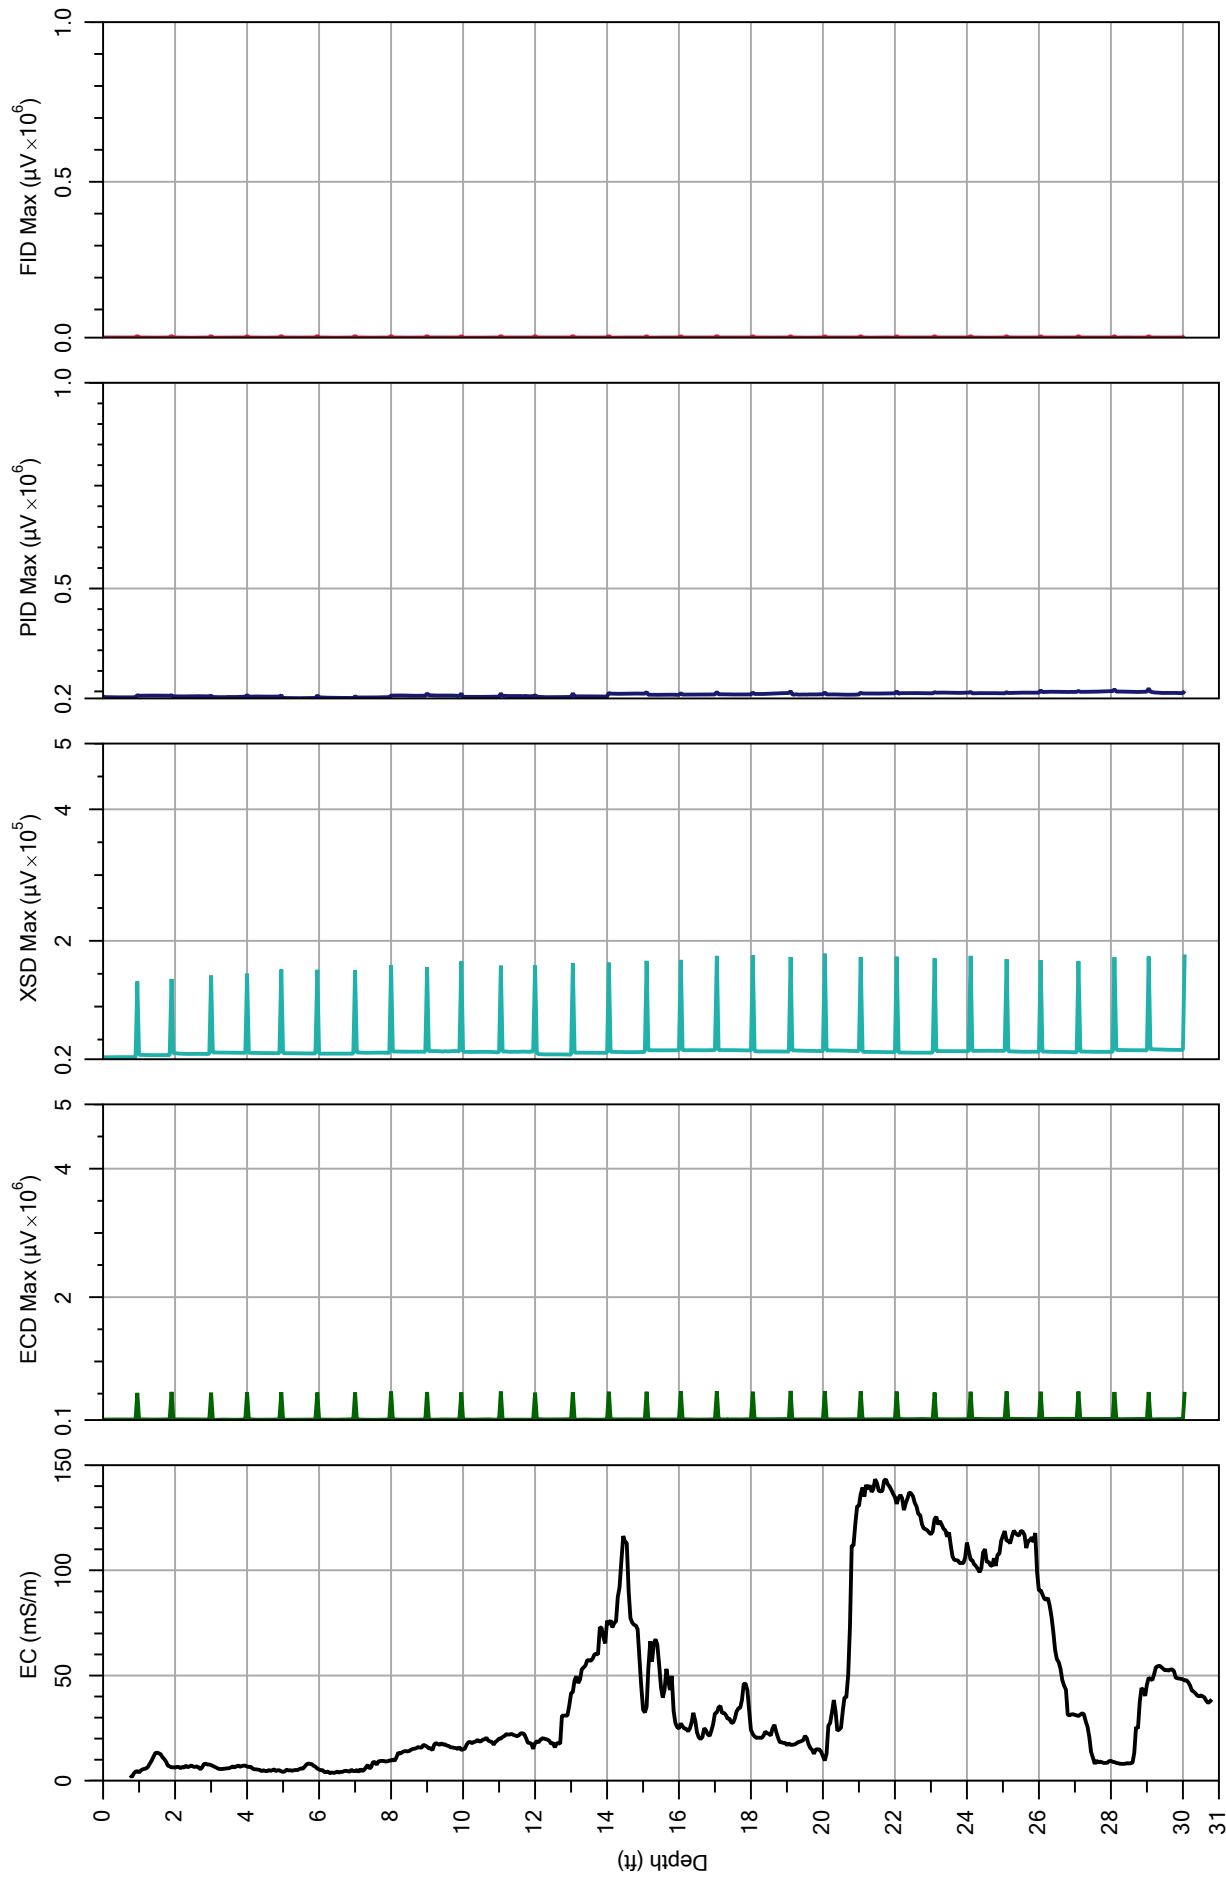 FID Max (µV×10⁶)
0.0 0.5 1.0
PID Max (µV×10⁶)
0.2 0.5 1.0
XSD Max (µV×10⁵)
0.2 2 4 5
ECD Max (µV×10⁶)
0.1 2 4 5
EC (mS/m)
0 50 100 150
0 2 4 6 8 10 12 14 16 18 20 22 24 26 28 30 31
Depth (ft)